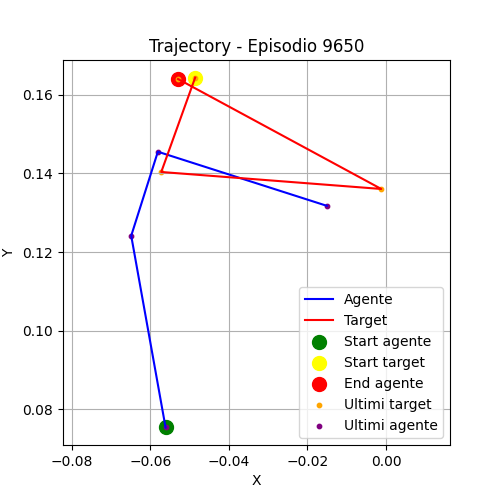 Trajectory - Episodio 9650
0.16
0.14
0.12
0.10
0.08
Y
−0.08
−0.06
−0.04
−0.02
0.00
X
Agente
Target
Start agente
Start target
End agente
Ultimi target
Ultimi agente